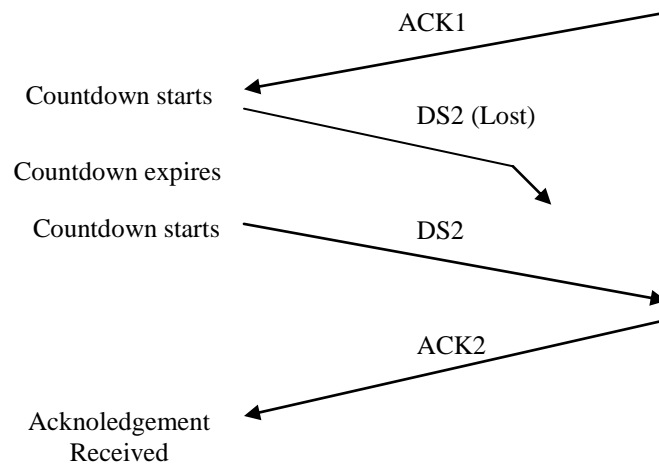 ACK1
Countdown starts
DS2 (Lost)
Countdown expires
Countdown starts
DS2
ACK2
Acknoledgement
Received